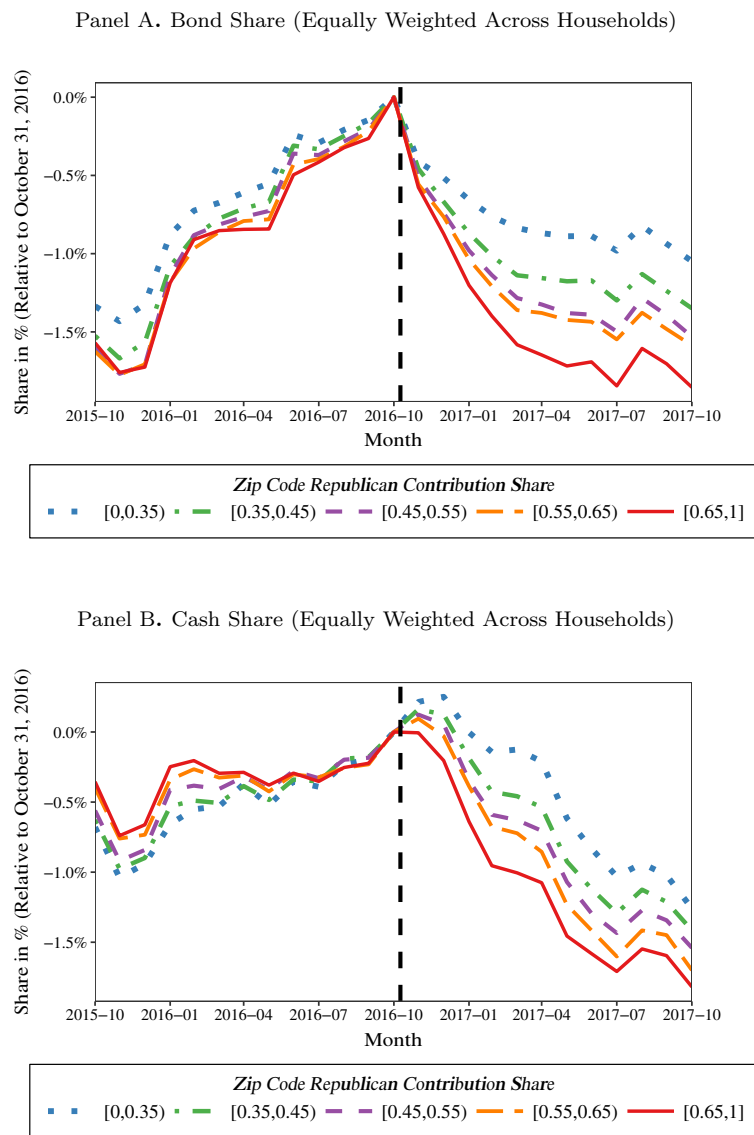 Panel A. Bond Share (Equally Weighted Across Households)
Share in % (Relative to October 31, 2016)
0.0%
−0.5%
−1.0%
−1.5%
2015−10 2016−01 2016−04 2016−07 2016−10 2017−01 2017−04 2017−07 2017−10
Month
Zip Code Republican Contribution Share
[0,0.35) [0.35,0.45) [0.45,0.55) [0.55,0.65) [0.65,1]
Panel B. Cash Share (Equally Weighted Across Households)
Share in % (Relative to October 31, 2016)
0.0%
−0.5%
−1.0%
−1.5%
2015−10 2016−01 2016−04 2016−07 2016−10 2017−01 2017−04 2017−07 2017−10
Month
Zip Code Republican Contribution Share
[0,0.35) [0.35,0.45) [0.45,0.55) [0.55,0.65) [0.65,1]